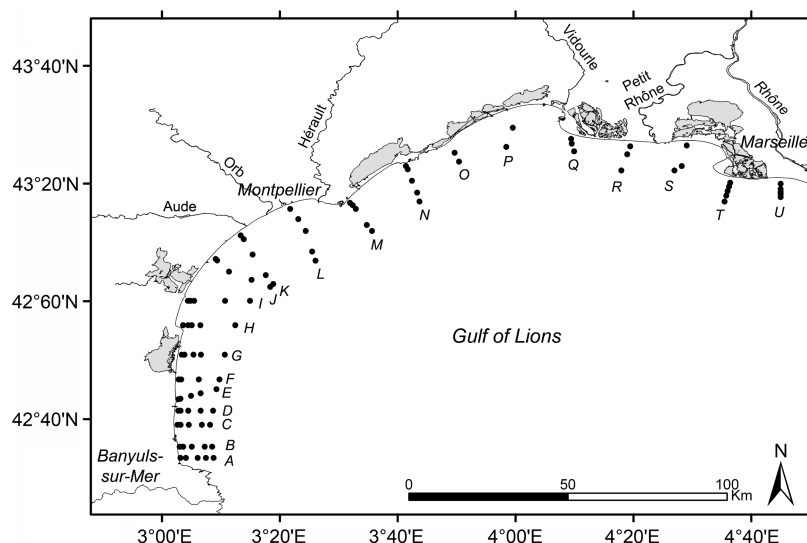 43°40'N
43°20'N
42°60'N
42°40'N
3°00'E
3°20'E
3°40'E
4°00'E
4°20'E
4°40'E
Vidourle
Petit
Rhône
Rhône
Marseille
Hérault
Orb
Montpellier
Aude
Banyuls-
sur-Mer
Gulf of Lions
A
B
C
D
E
F
G
H
I
J
K
L
M
N
O
P
Q
R
S
T
U
N
0
50
100
Km